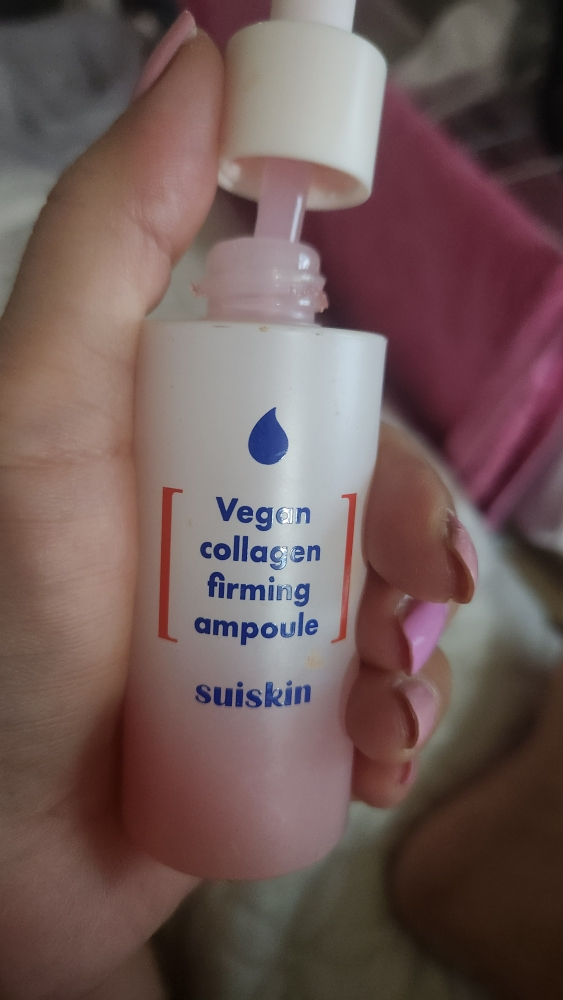 Vegan
collagen
firming
ampoule
suiskin